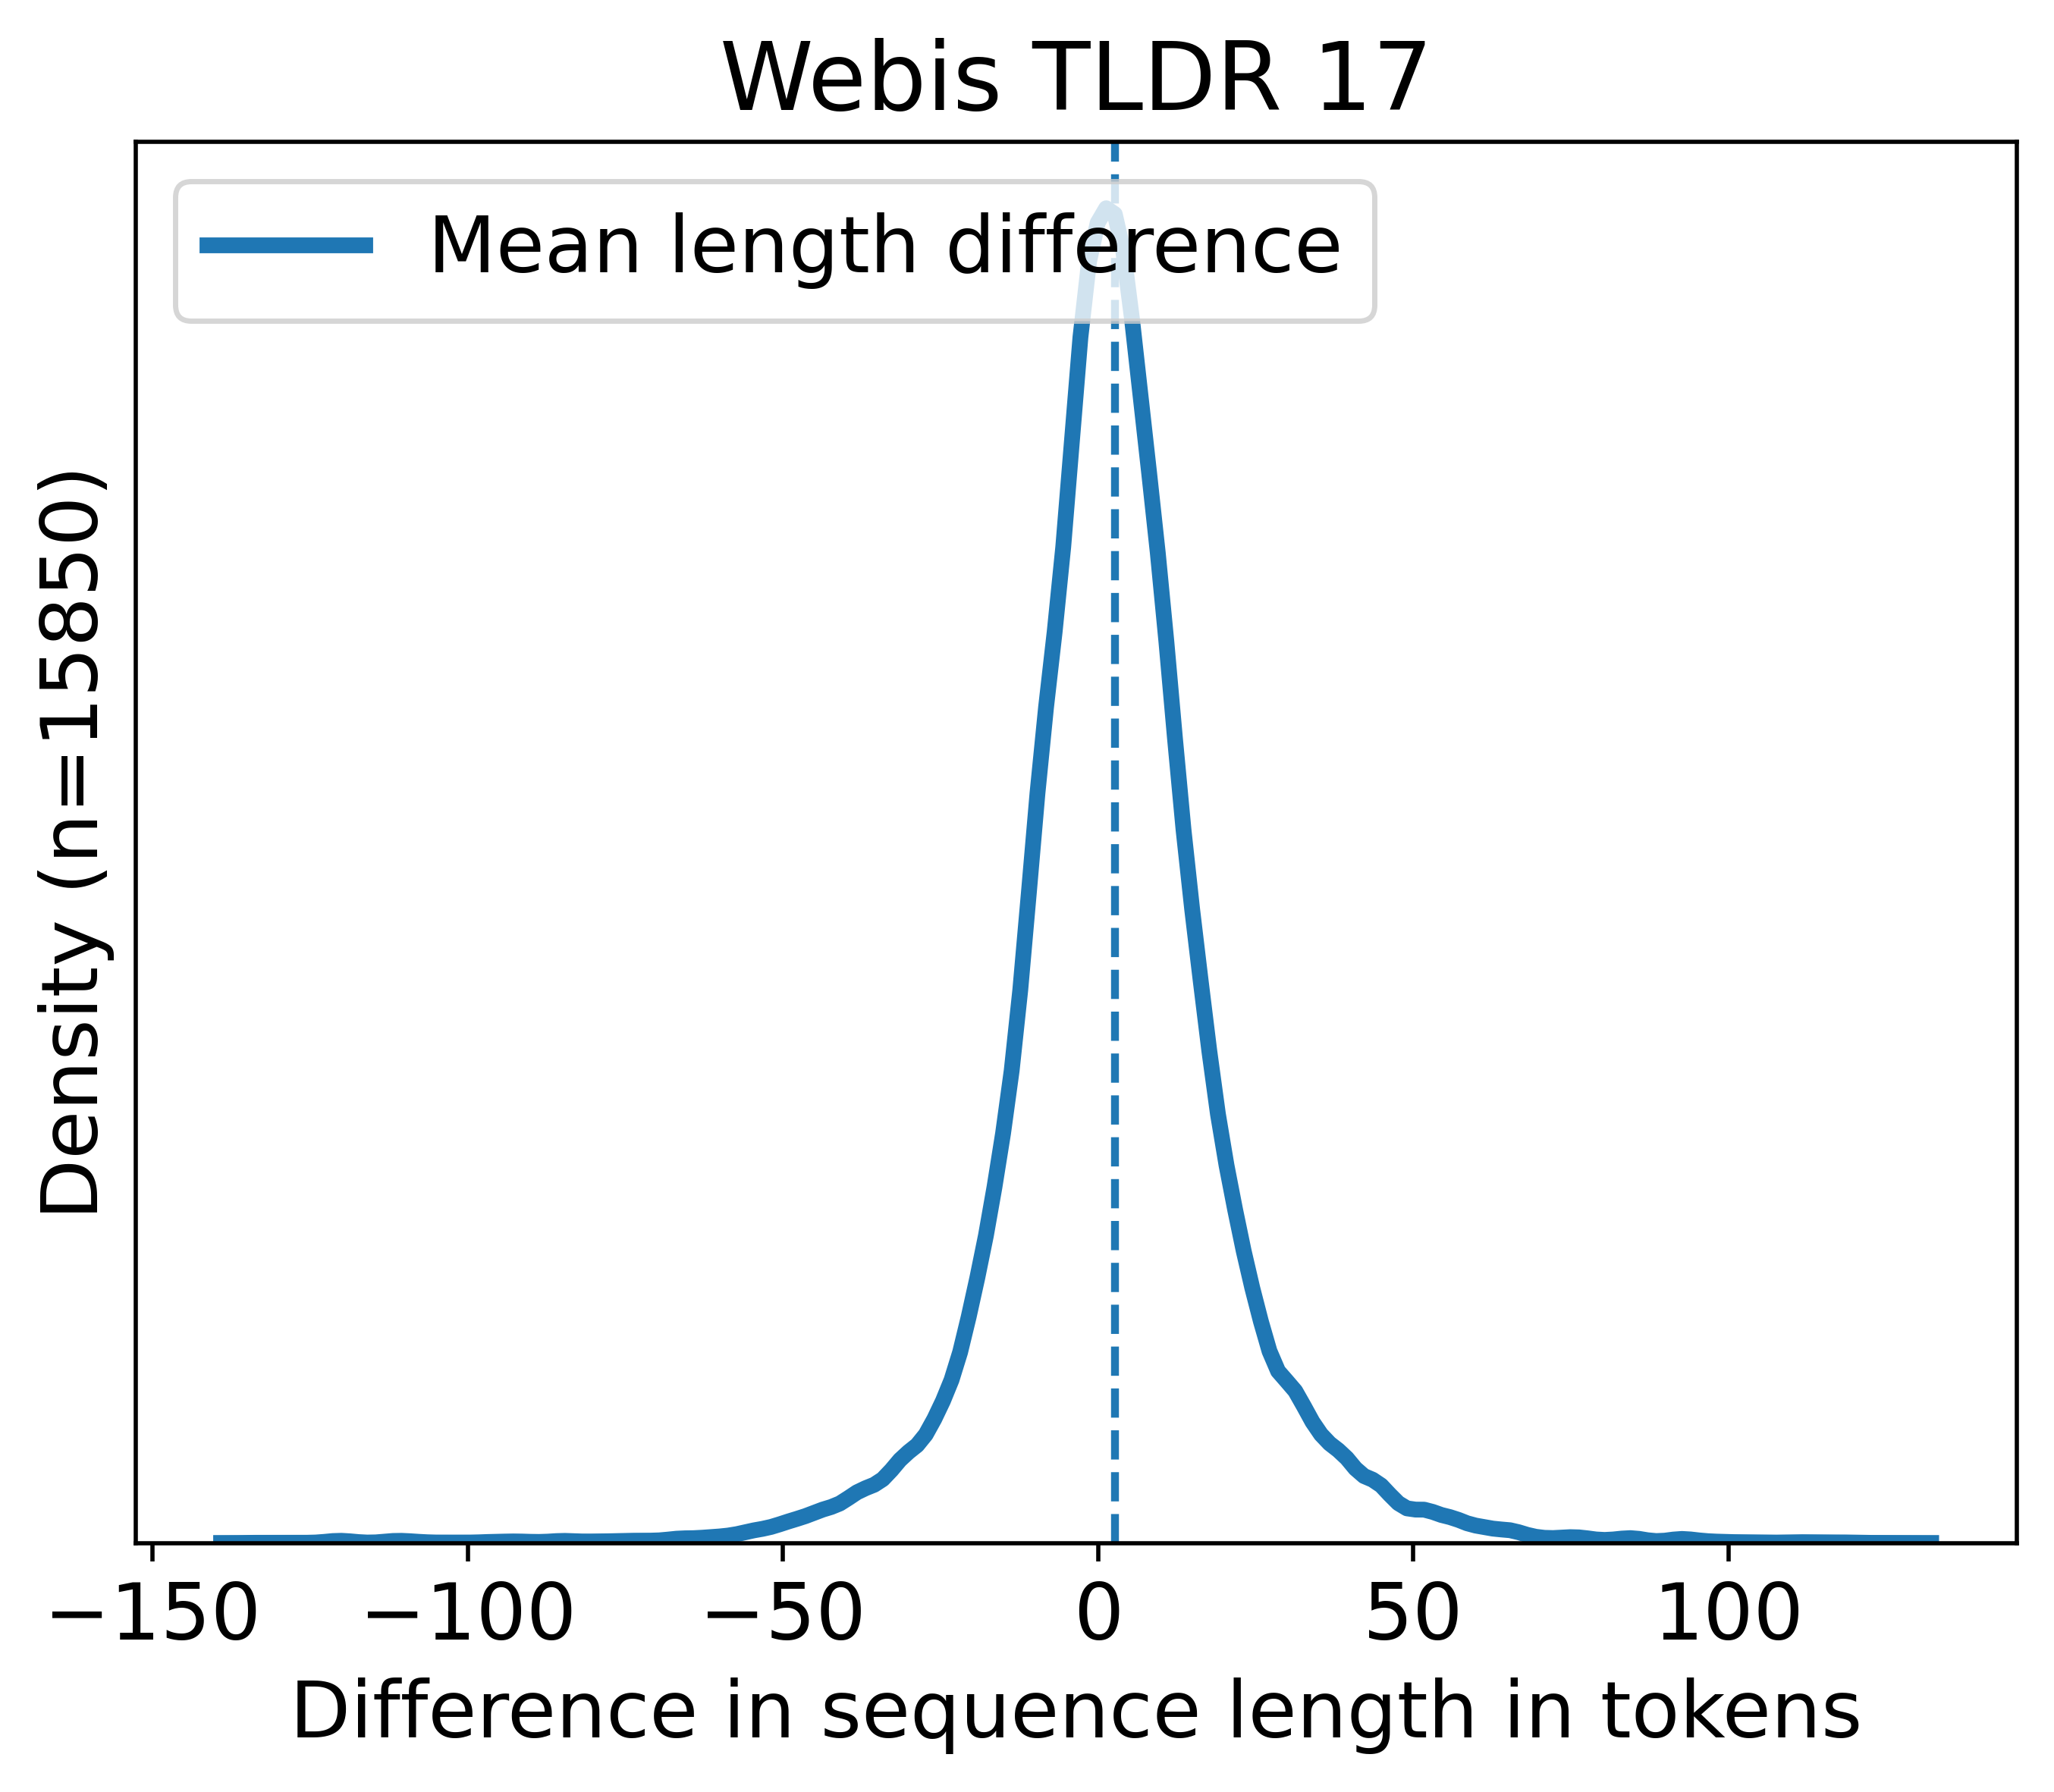 Webis TLDR 17
Mean length difference
Density (n=15850)
−150 −100 −50 0 50 100
Difference in sequence length in tokens